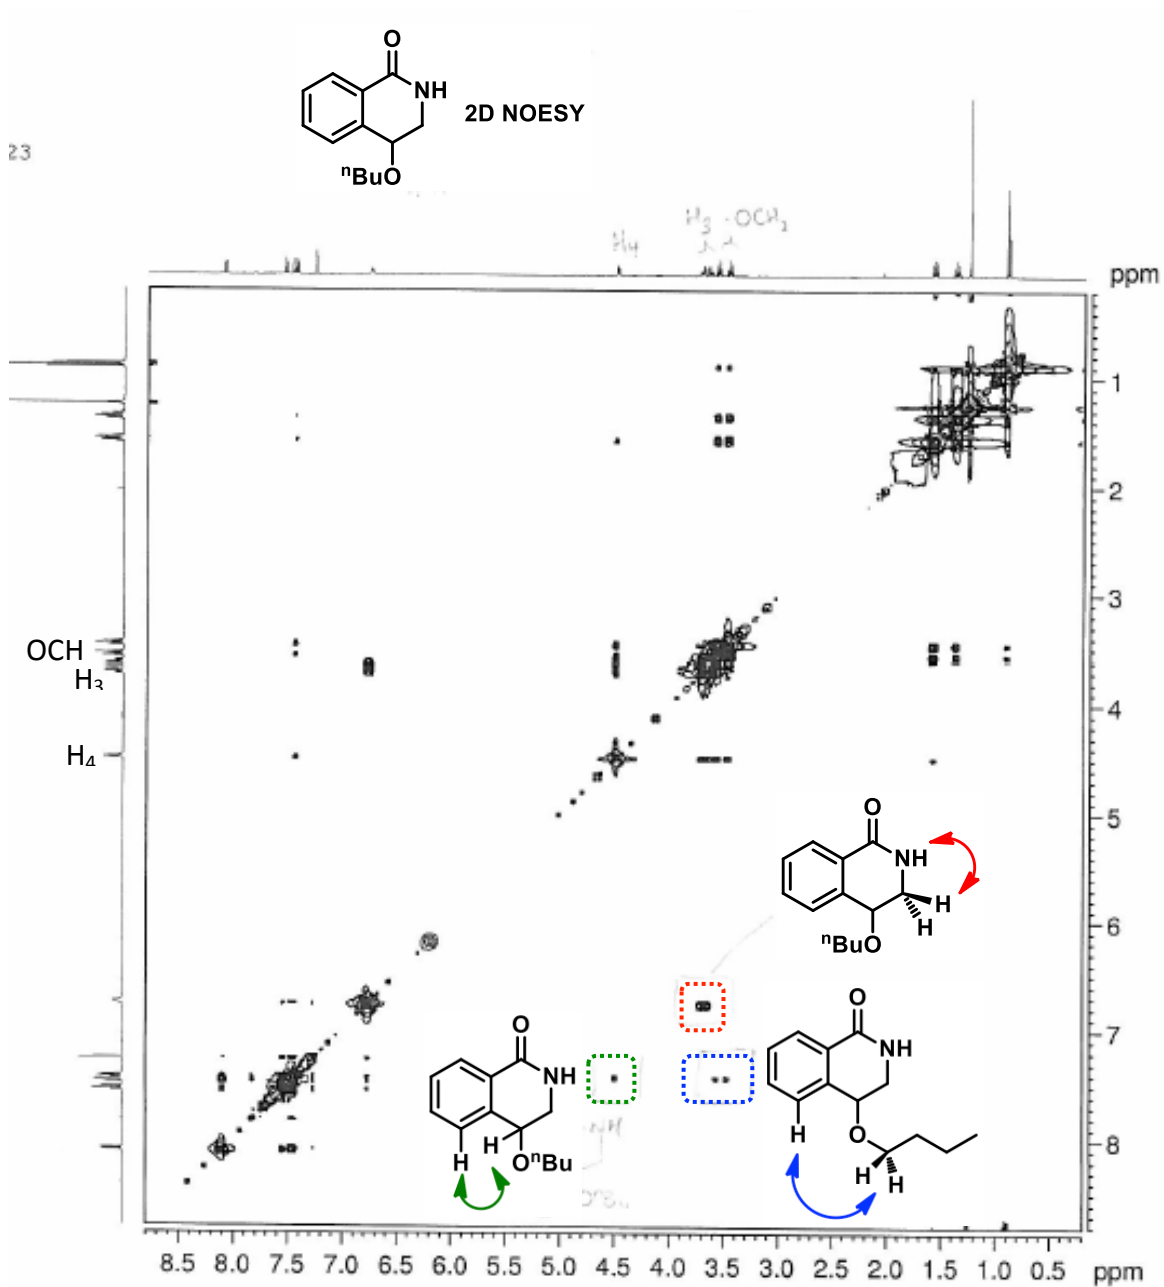 O
NH
2D NOESY
ⁿBuO
23
H₃ - OCH₂
H₄
ppm
1
2
3
OCH
H₃
4
H₄
5
O
NH
H
H
ⁿBuO
6
7
O
NH
H
H
OⁿBu
O
NH
H
O
H
H
NH
8
8.5 8.0 7.5 7.0 6.5 6.0 5.5 5.0 4.5 4.0 3.5 3.0 2.5 2.0 1.5 1.0 0.5 ppm